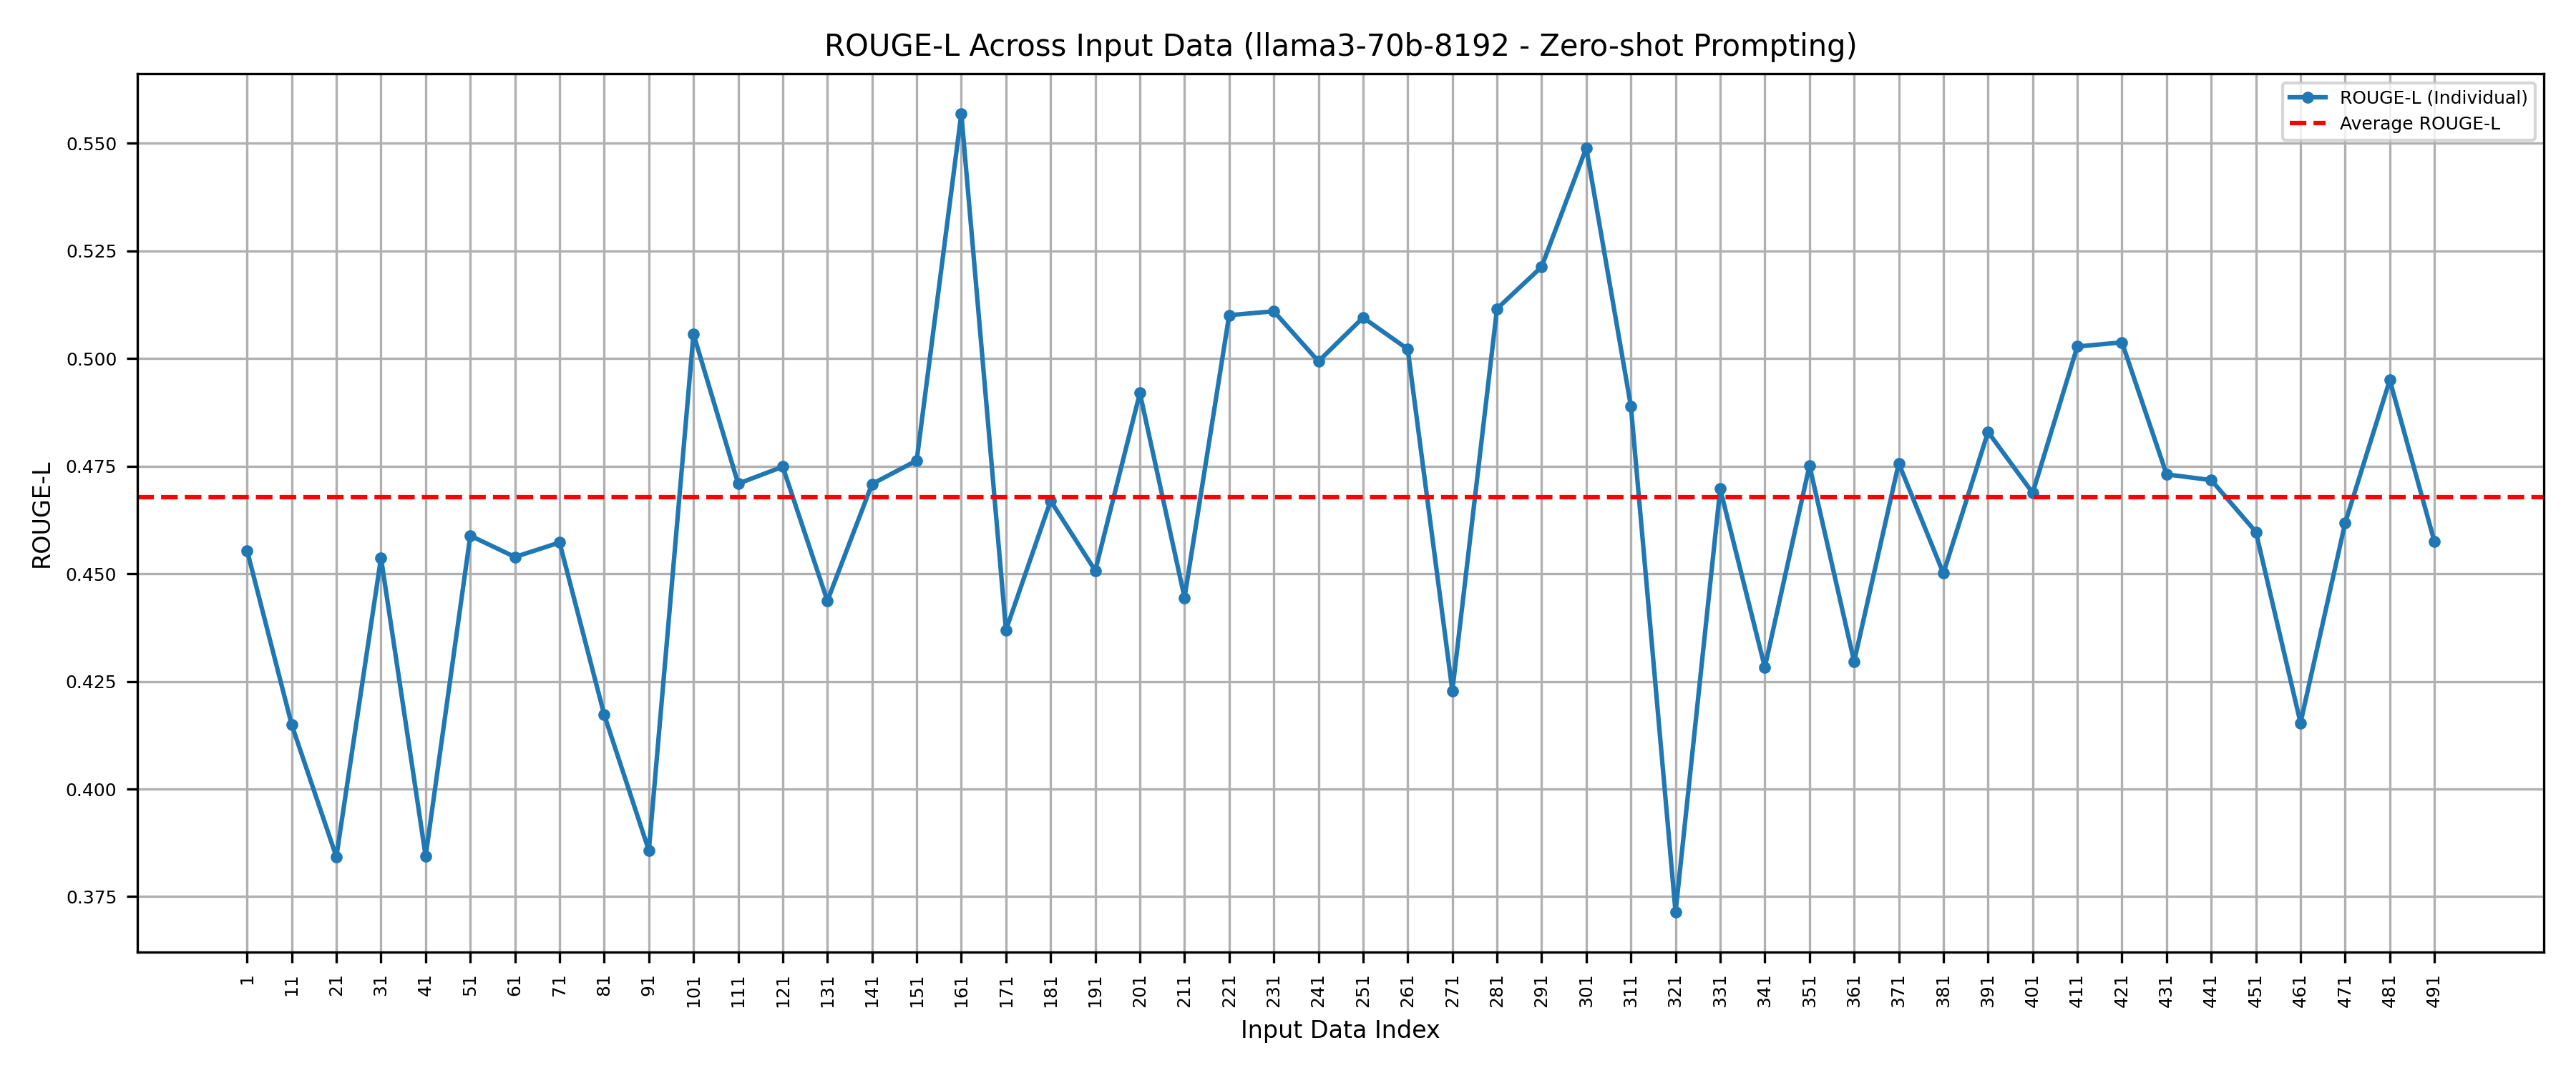 ROUGE-L Across Input Data (llama3-70b-8192 - Zero-shot Prompting)
ROUGE-L (Individual)
Average ROUGE-L
ROUGE-L
0.550
0.525
0.500
0.475
0.450
0.425
0.400
0.375
1 11 21 31 41 51 61 71 81 91 101 111 121 131 141 151 161 171 181 191 201 211 221 231 241 251 261 271 281 291 301 311 321 331 341 351 361 371 381 391 401 411 421 431 441 451 461 471 481 491
Input Data Index